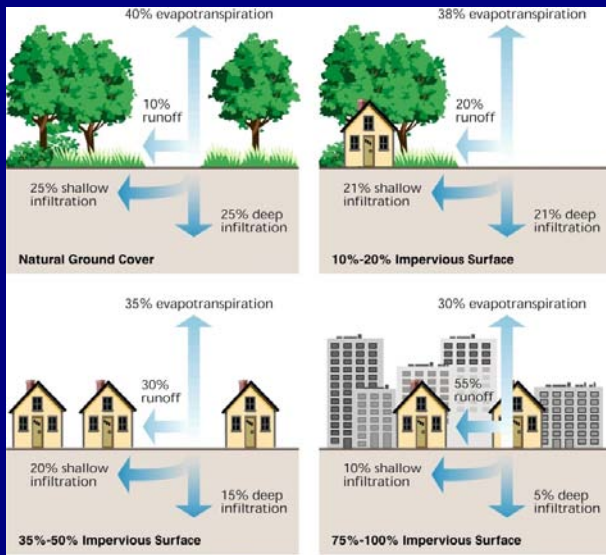 40% evapotranspiration
10%
runoff
25% shallow
infiltration
25% deep
infiltration
Natural Ground Cover
38% evapotranspiration
20%
runoff
21% shallow
infiltration
21% deep
infiltration
10%-20% Impervious Surface
35% evapotranspiration
30%
runoff
20% shallow
infiltration
15% deep
infiltration
35%-50% Impervious Surface
30% evapotranspiration
55%
runoff
10% shallow
infiltration
5% deep
infiltration
75%-100% Impervious Surface